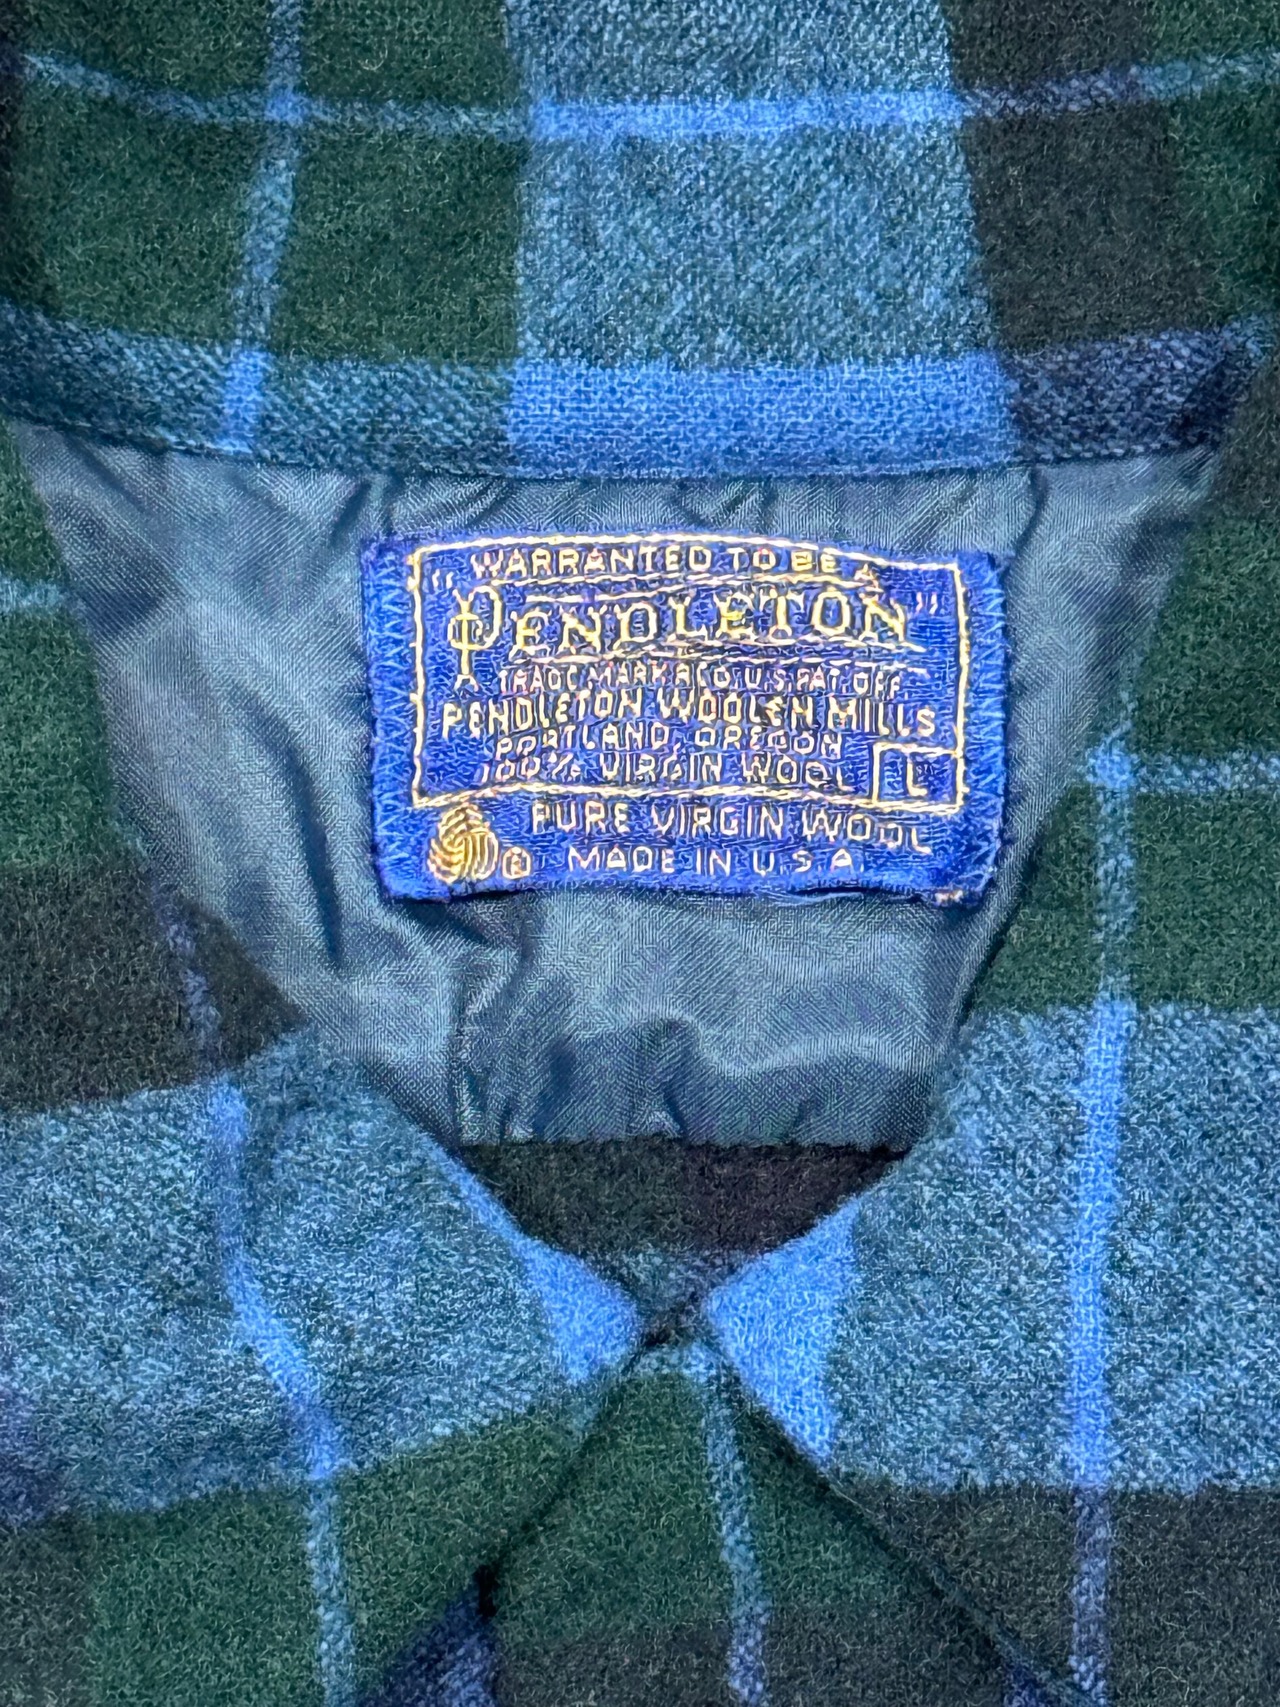 "WARRANTED TO BE A
PENDLETON"
TRADE MARK REG. U.S. PAT. OFF.
PENDLETON WOOLEN MILLS
PORTLAND, OREGON
100% VIRGIN WOOL L
PURE VIRGIN WOOL
® MADE IN U.S.A.